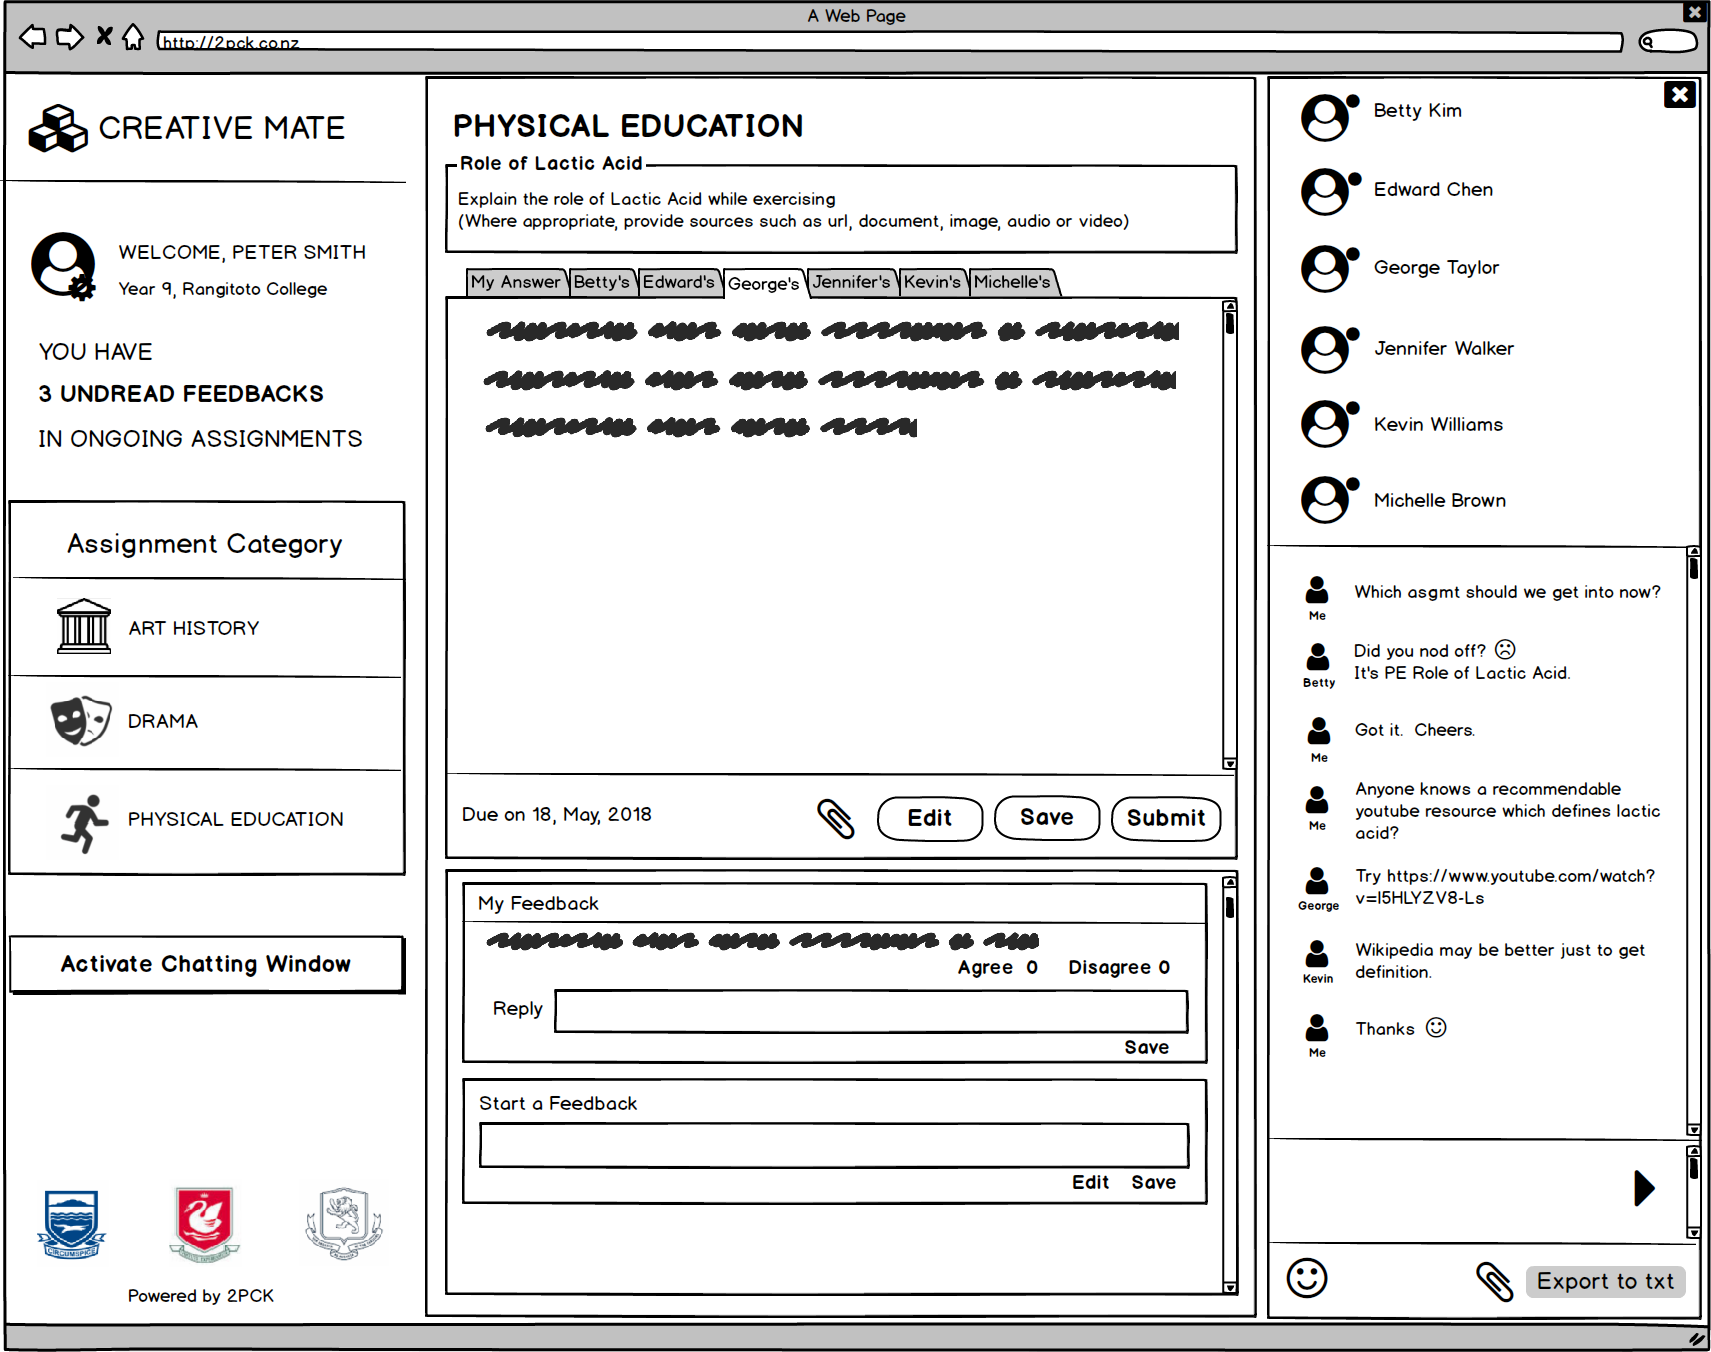 A Web Page
http://2pck.co.nz
CREATIVE MATE
WELCOME, PETER SMITH
Year 9, Rangitoto College
YOU HAVE
3 UNDREAD FEEDBACKS
IN ONGOING ASSIGNMENTS
Assignment Category
ART HISTORY
DRAMA
PHYSICAL EDUCATION
Activate Chatting Window
CIRCUMSPICE
Powered by 2PCK
PHYSICAL EDUCATION
Role of Lactic Acid
Explain the role of Lactic Acid while exercising
(Where appropriate, provide sources such as url, document, image, audio or video)
My Answer Betty's Edward's George's Jennifer's Kevin's Michelle's
Due on 18, May, 2018
Edit Save Submit
My Feedback
Agree 0 Disagree 0
Reply
Save
Start a Feedback
Edit Save
Betty Kim
Edward Chen
George Taylor
Jennifer Walker
Kevin Williams
Michelle Brown
Me
Which asgmt should we get into now?
Betty
Did you nod off?
It's PE Role of Lactic Acid.
Me
Got it. Cheers.
Me
Anyone knows a recommendable
youtube resource which defines lactic
acid?
George
Try https://www.youtube.com/watch?
v=I5HLYZV8-Ls
Kevin
Wikipedia may be better just to get
definition.
Me
Thanks
Export to txt